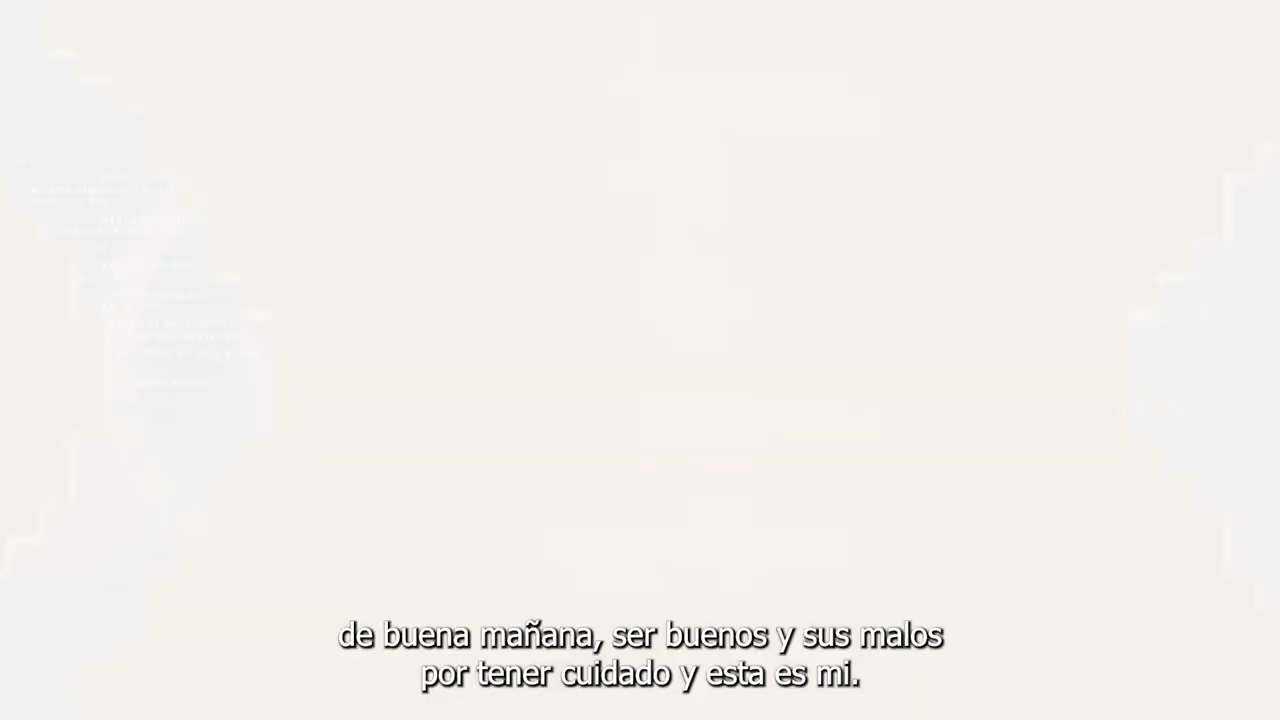 de buena mañana, ser buenos y sus malos
por tener cuidado y esta es mi.